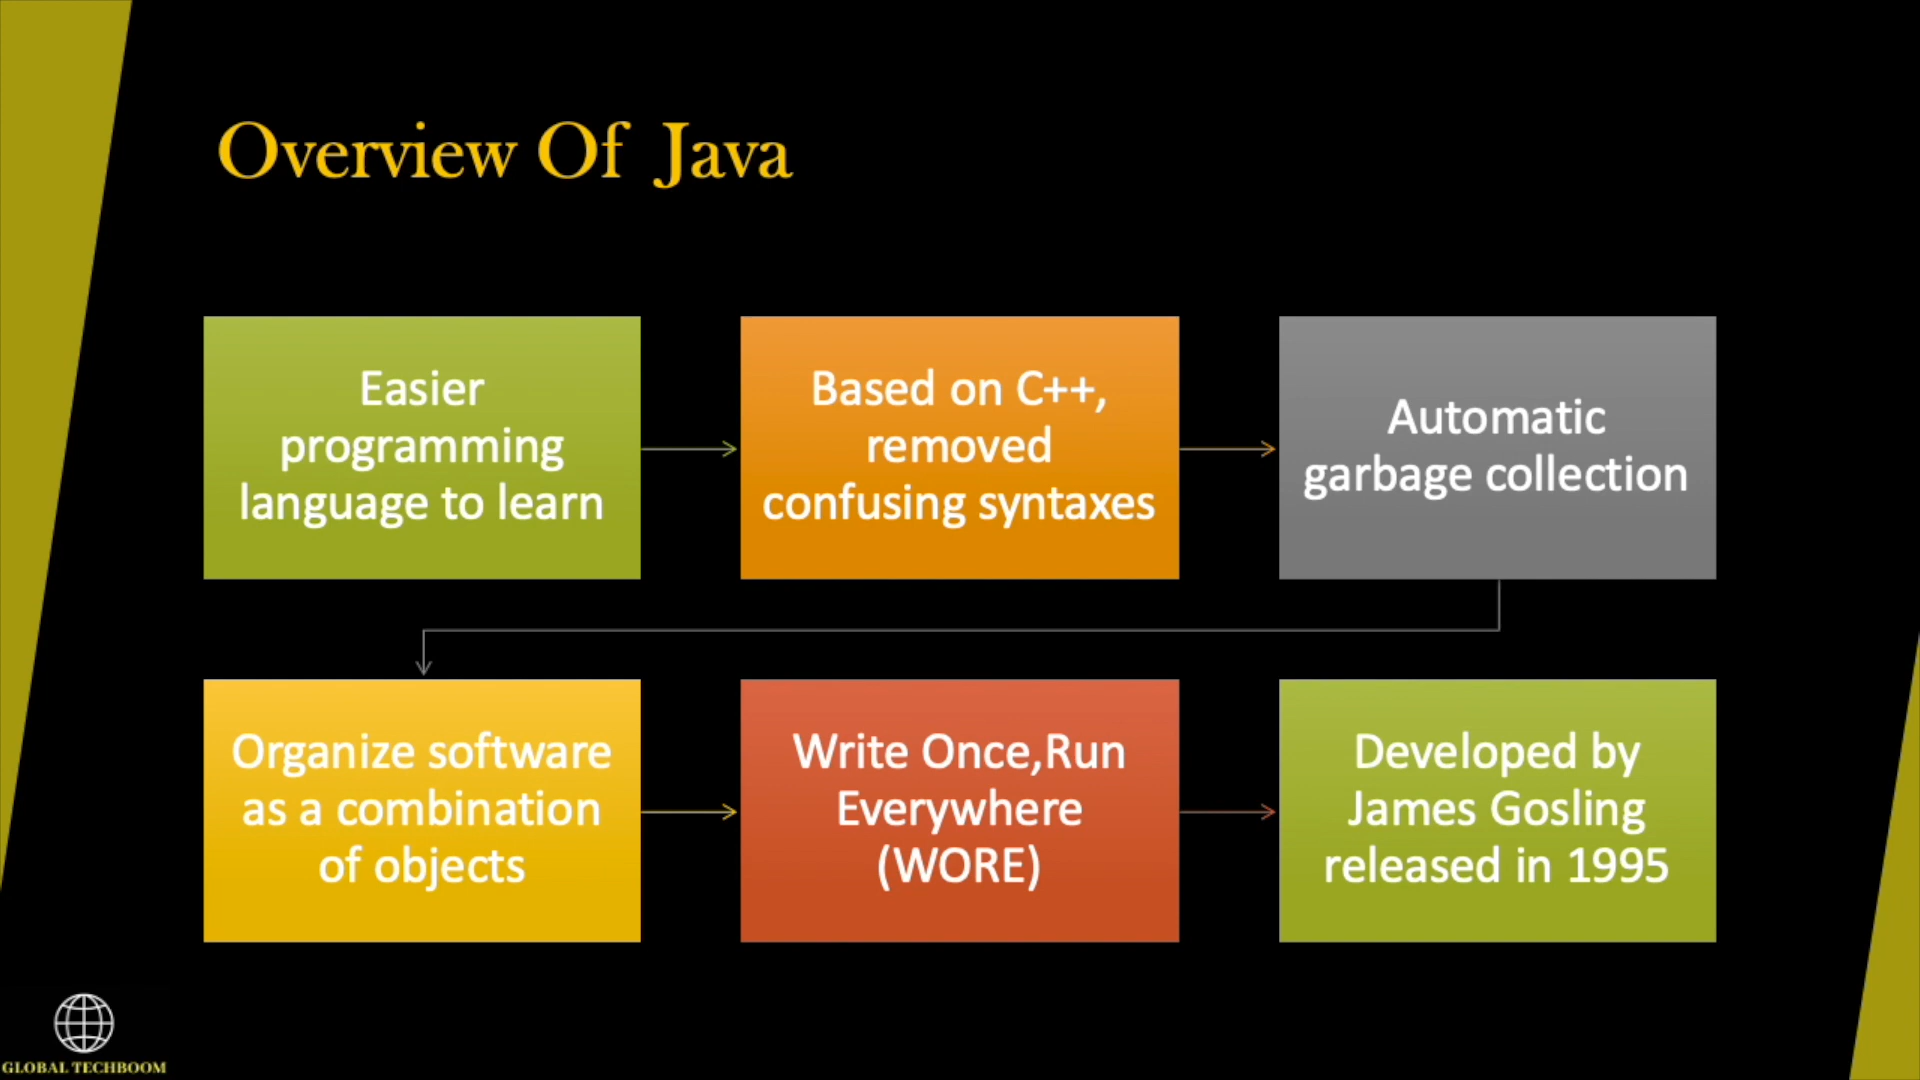 Overview Of Java
Easier
programming
language to learn
Based on C++,
removed
confusing syntaxes
Automatic
garbage collection
Organize software
as a combination
of objects
Write Once,Run
Everywhere
(WORE)
Developed by
James Gosling
released in 1995
GLOBAL TECHBOOM